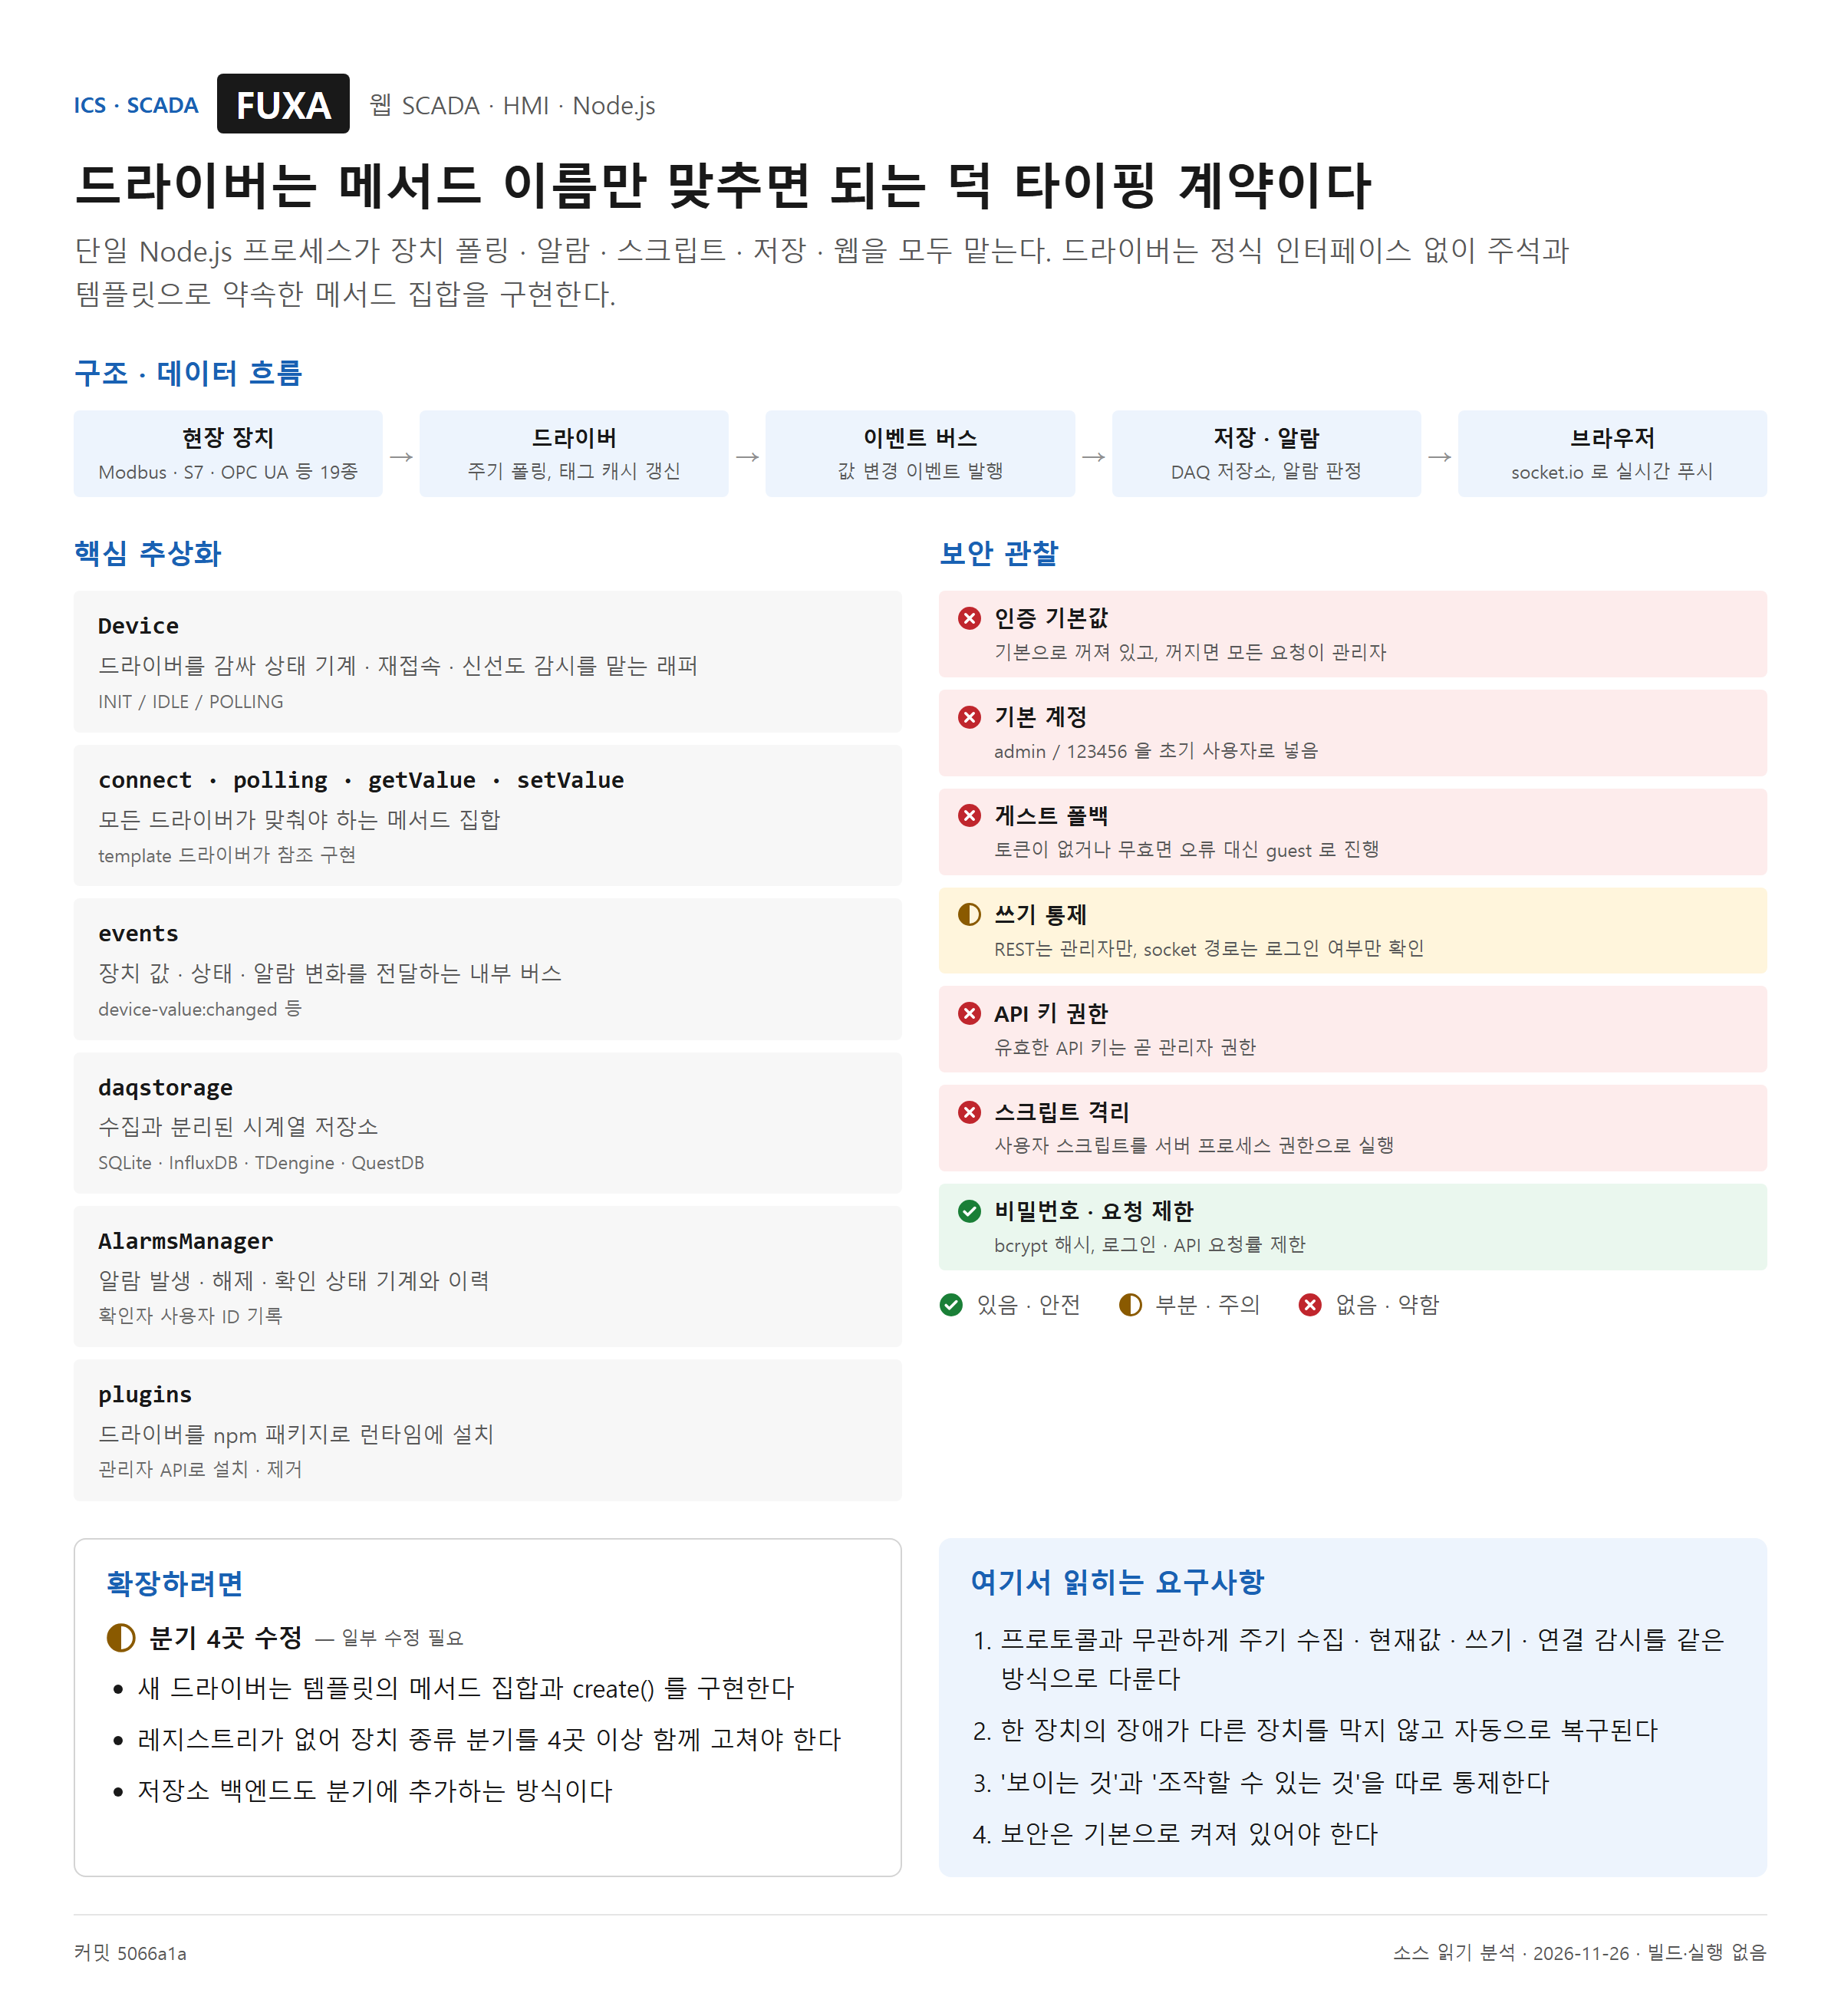 ICS · SCADA FUXA 웹 SCADA · HMI · Node.js
드라이버는 메서드 이름만 맞추면 되는 덕 타이핑 계약이다
단일 Node.js 프로세스가 장치 폴링 · 알람 · 스크립트 · 저장 · 웹을 모두 맡는다. 드라이버는 정식 인터페이스 없이 주석과
템플릿으로 약속한 메서드 집합을 구현한다.
구조 · 데이터 흐름
현장 장치
Modbus · S7 · OPC UA 등 19종
→
드라이버
주기 폴링, 태그 캐시 갱신
→
이벤트 버스
값 변경 이벤트 발행
→
저장 · 알람
DAQ 저장소, 알람 판정
→
브라우저
socket.io 로 실시간 푸시
핵심 추상화
Device
드라이버를 감싸 상태 기계 · 재접속 · 신선도 감시를 맡는 래퍼
INIT / IDLE / POLLING
connect · polling · getValue · setValue
모든 드라이버가 맞춰야 하는 메서드 집합
template 드라이버가 참조 구현
events
장치 값 · 상태 · 알람 변화를 전달하는 내부 버스
device-value:changed 등
daqstorage
수집과 분리된 시계열 저장소
SQLite · InfluxDB · TDengine · QuestDB
AlarmsManager
알람 발생 · 해제 · 확인 상태 기계와 이력
확인자 사용자 ID 기록
plugins
드라이버를 npm 패키지로 런타임에 설치
관리자 API로 설치 · 제거
보안 관찰
인증 기본값
기본으로 꺼져 있고, 꺼지면 모든 요청이 관리자
기본 계정
admin / 123456 을 초기 사용자로 넣음
게스트 폴백
토큰이 없거나 무효면 오류 대신 guest 로 진행
쓰기 통제
REST는 관리자만, socket 경로는 로그인 여부만 확인
API 키 권한
유효한 API 키는 곧 관리자 권한
스크립트 격리
사용자 스크립트를 서버 프로세스 권한으로 실행
비밀번호 · 요청 제한
bcrypt 해시, 로그인 · API 요청률 제한
있음 · 안전 부분 · 주의 없음 · 약함
확장하려면
분기 4곳 수정 — 일부 수정 필요
• 새 드라이버는 템플릿의 메서드 집합과 create() 를 구현한다
• 레지스트리가 없어 장치 종류 분기를 4곳 이상 함께 고쳐야 한다
• 저장소 백엔드도 분기에 추가하는 방식이다
여기서 읽히는 요구사항
1. 프로토콜과 무관하게 주기 수집 · 현재값 · 쓰기 · 연결 감시를 같은
방식으로 다룬다
2. 한 장치의 장애가 다른 장치를 막지 않고 자동으로 복구된다
3. '보이는 것'과 '조작할 수 있는 것'을 따로 통제한다
4. 보안은 기본으로 켜져 있어야 한다
커밋 5066a1a
소스 읽기 분석 · 2026-11-26 · 빌드·실행 없음